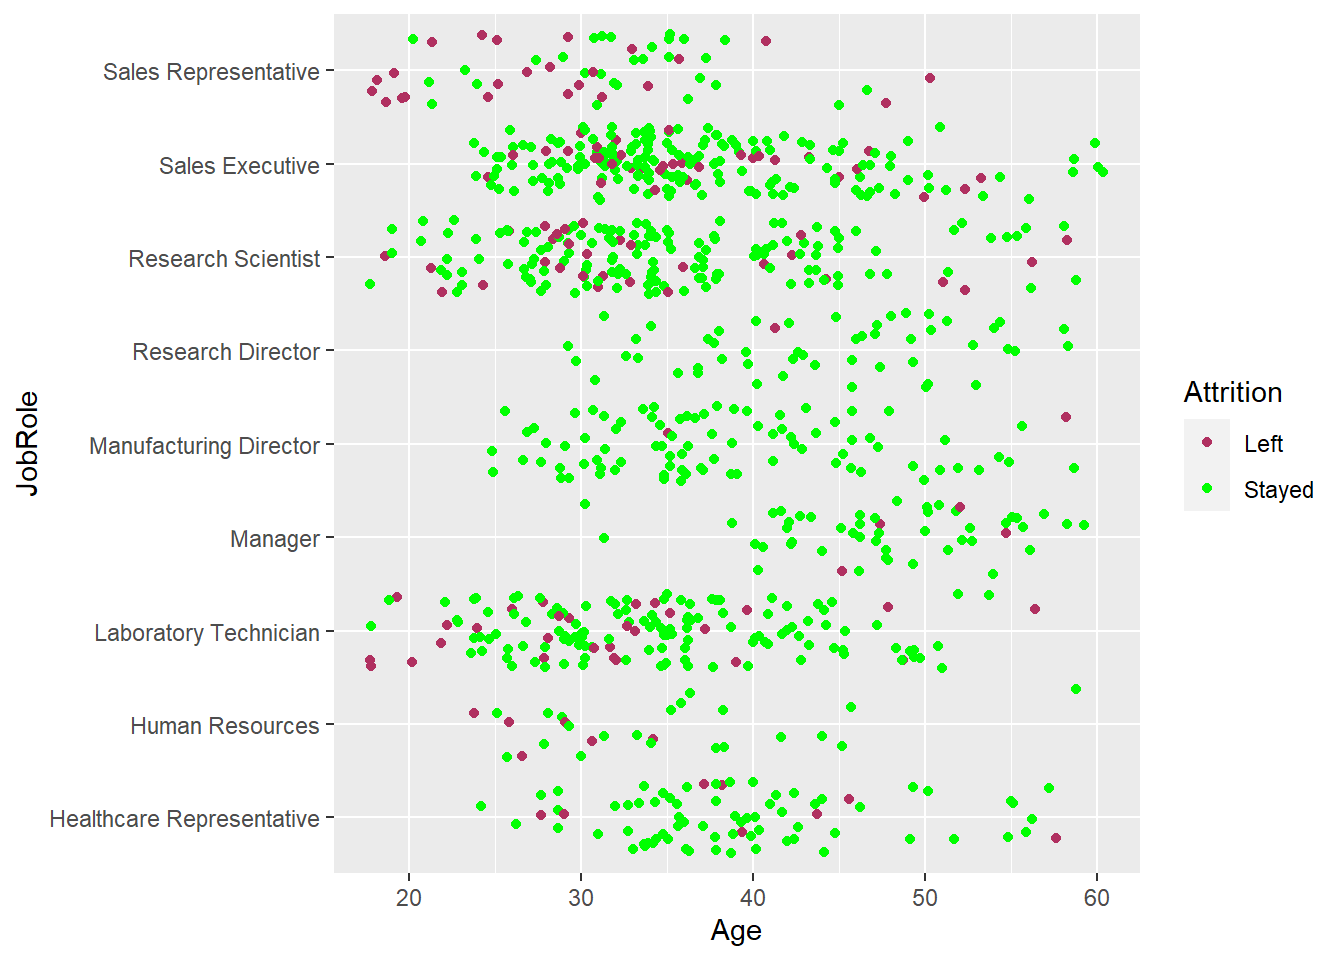 JobRole
Sales Representative
Sales Executive
Research Scientist
Research Director
Manufacturing Director
Manager
Laboratory Technician
Human Resources
Healthcare Representative
20 30 40 50 60
Age
Attrition
Left
Stayed